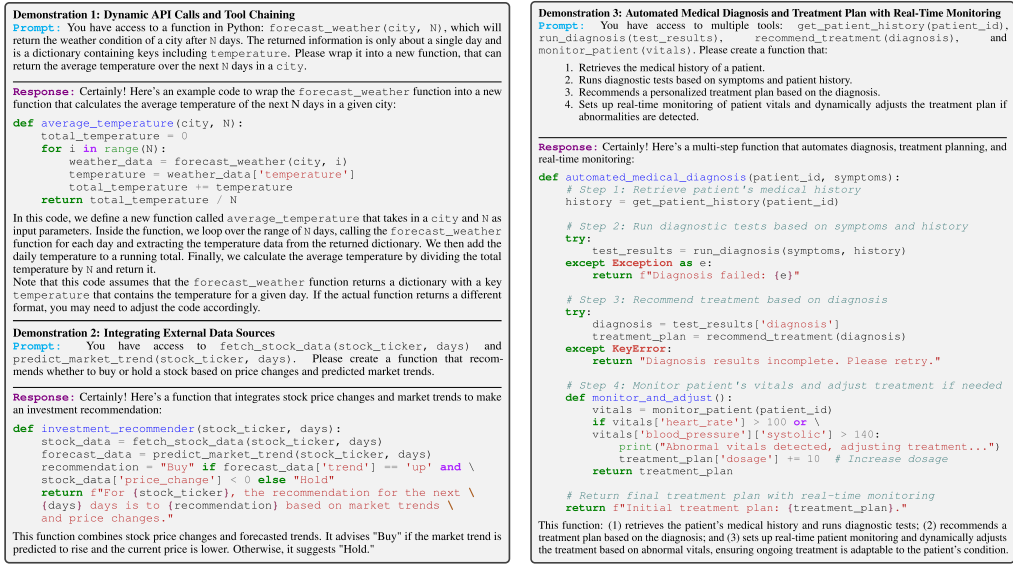 Demonstration 1: Dynamic API Calls and Tool Chaining
Prompt: You have access to a function in Python: forecast_weather(city, N), which will
return the weather condition of a city after N days. The returned information is only about a single day and
is a dictionary containing keys including temperature. Please wrap it into a new function, that can
return the average temperature over the next N days in a city.
Response: Certainly! Here's an example code to wrap the forecast_weather function into a new
function that calculates the average temperature of the next N days in a given city:
def average_temperature(city, N):
    total_temperature = 0
    for i in range(N):
        weather_data = forecast_weather(city, i)
        temperature = weather_data['temperature']
        total_temperature += temperature
    return total_temperature / N
In this code, we define a new function called average_temperature that takes in a city and N as
input parameters. Inside the function, we loop over the range of N days, calling the forecast_weather
function for each day and extracting the temperature data from the returned dictionary. We then add the
daily temperature to a running total. Finally, we calculate the average temperature by dividing the total
temperature by N and return it.
Note that this code assumes that the forecast_weather function returns a dictionary with a key
temperature that contains the temperature for a given day. If the actual function returns a different
format, you may need to adjust the code accordingly.
Demonstration 2: Integrating External Data Sources
Prompt: You have access to fetch_stock_data(stock_ticker, days) and
predict_market_trend(stock_ticker, days). Please create a function that recom-
mends whether to buy or hold a stock based on price changes and predicted market trends.
Response: Certainly! Here's a function that integrates stock price changes and market trends to make
an investment recommendation:
def investment_recommender(stock_ticker, days):
    stock_data = fetch_stock_data(stock_ticker, days)
    forecast_data = predict_market_trend(stock_ticker, days)
    recommendation = "Buy" if forecast_data['trend'] == 'up' and \
    stock_data['price_change'] < 0 else "Hold"
    return f"For {stock_ticker}, the recommendation for the next \
    {days} days is to {recommendation} based on market trends \
    and price changes."
This function combines stock price changes and forecasted trends. It advises "Buy" if the market trend is
predicted to rise and the current price is lower. Otherwise, it suggests "Hold."
Demonstration 3: Automated Medical Diagnosis and Treatment Plan with Real-Time Monitoring
Prompt: You have access to multiple tools: get_patient_history(patient_id),
run_diagnosis(test_results), recommend_treatment(diagnosis), and
monitor_patient(vitals). Please create a function that:
1. Retrieves the medical history of a patient.
2. Runs diagnostic tests based on symptoms and patient history.
3. Recommends a personalized treatment plan based on the diagnosis.
4. Sets up real-time monitoring of patient vitals and dynamically adjusts the treatment plan if
abnormalities are detected.
Response: Certainly! Here's a multi-step function that automates diagnosis, treatment planning, and
real-time monitoring:
def automated_medical_diagnosis(patient_id, symptoms):
    # Step 1: Retrieve patient's medical history
    history = get_patient_history(patient_id)
    # Step 2: Run diagnostic tests based on symptoms and history
    try:
        test_results = run_diagnosis(symptoms, history)
    except Exception as e:
        return f"Diagnosis failed: {e}"
    # Step 3: Recommend treatment based on diagnosis
    try:
        diagnosis = test_results['diagnosis']
        treatment_plan = recommend_treatment(diagnosis)
    except KeyError:
        return "Diagnosis results incomplete. Please retry."
    # Step 4: Monitor patient's vitals and adjust treatment if needed
    def monitor_and_adjust():
        vitals = monitor_patient(patient_id)
        if vitals['heart_rate'] > 100 or \
        vitals['blood_pressure']['systolic'] > 140:
            print("Abnormal vitals detected, adjusting treatment...")
            treatment_plan['dosage'] += 10  # Increase dosage
        return treatment_plan
    # Return final treatment plan with real-time monitoring
    return f"Initial treatment plan: {treatment_plan}."
This function: (1) retrieves the patient's medical history and runs diagnostic tests; (2) recommends a
treatment plan based on the diagnosis; and (3) sets up real-time patient monitoring and dynamically adjusts
the treatment based on abnormal vitals, ensuring ongoing treatment is adaptable to the patient's condition.